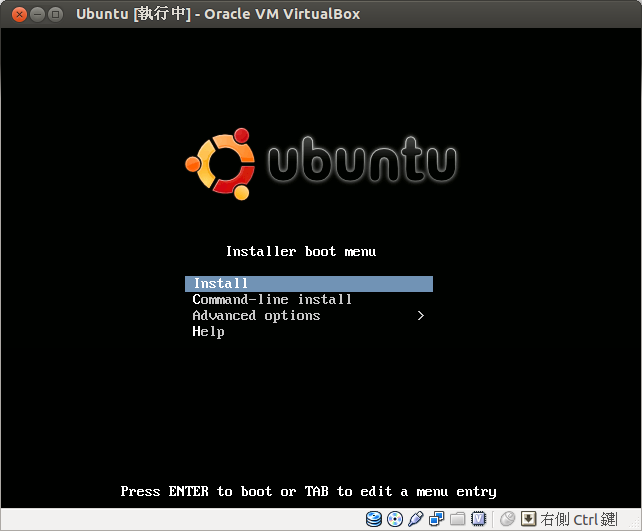 Ubuntu [執行中] - Oracle VM VirtualBox
ubuntu
Installer boot menu
Install
Command-line install
Advanced options >
Help
Press ENTER to boot or TAB to edit a menu entry
右側 Ctrl 鍵